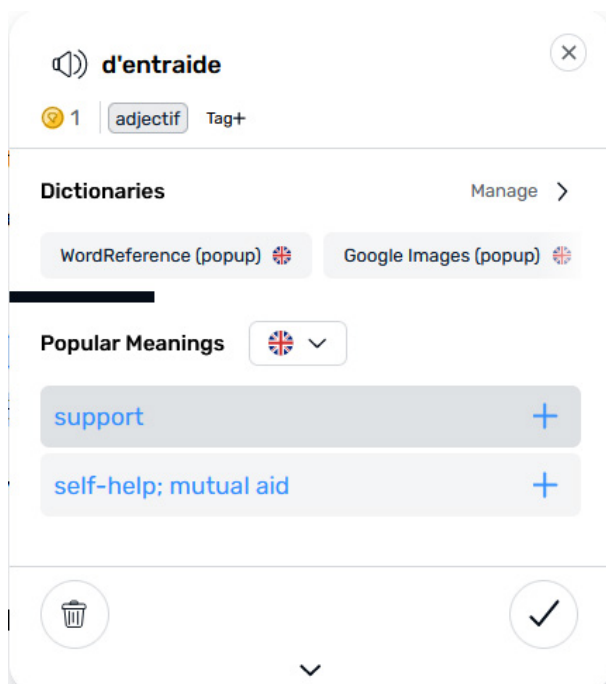 d'entraide
1 adjectif Tag+
Dictionaries Manage
WordReference (popup) Google Images (popup)
Popular Meanings
support
self-help; mutual aid